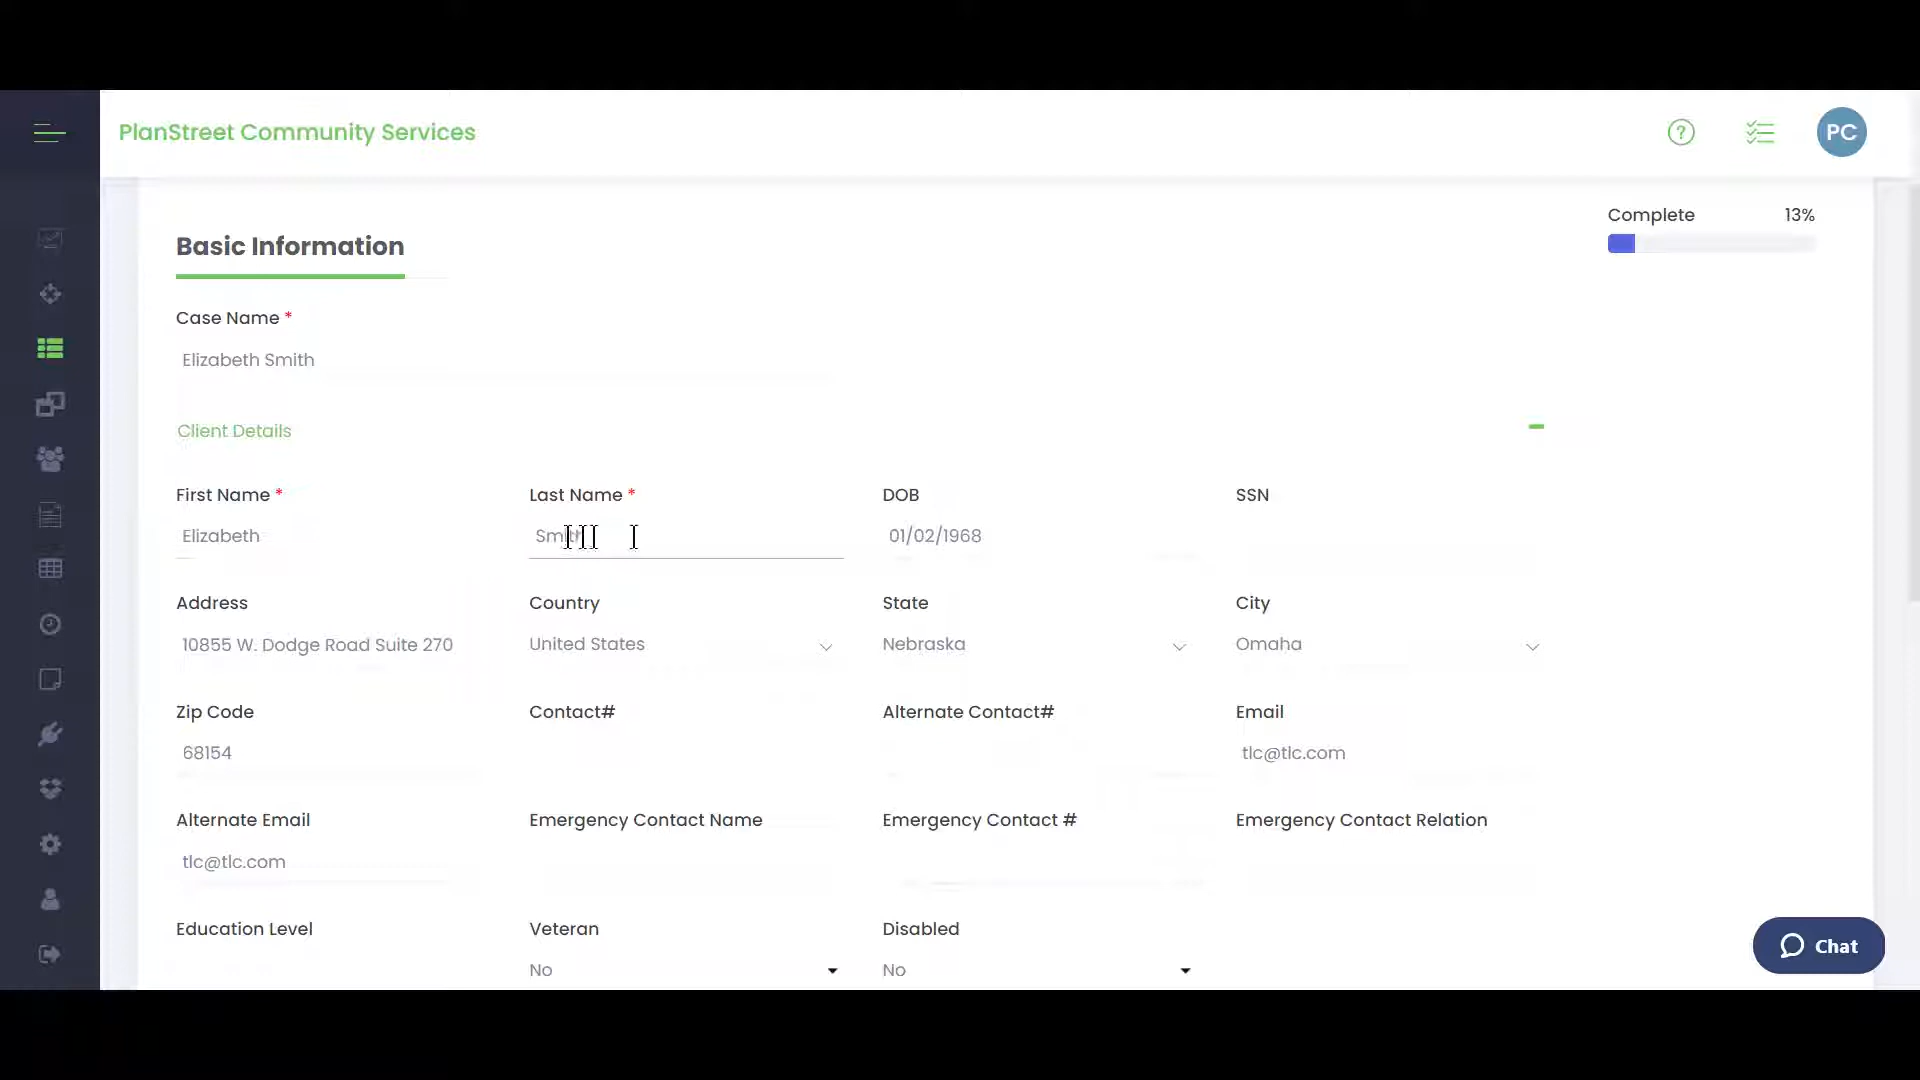 PlanStreet Community Services
?
PC
Complete 13%
Basic Information
Case Name *
Elizabeth Smith
Client Details
First Name * Last Name * DOB SSN
Elizabeth Smith 01/02/1968
Address Country State City
10855 W. Dodge Road Suite 270 United States Nebraska Omaha
Zip Code Contact# Alternate Contact# Email
68154 tlc@tlc.com
Alternate Email Emergency Contact Name Emergency Contact # Emergency Contact Relation
tlc@tlc.com
Education Level Veteran Disabled
No No
Chat